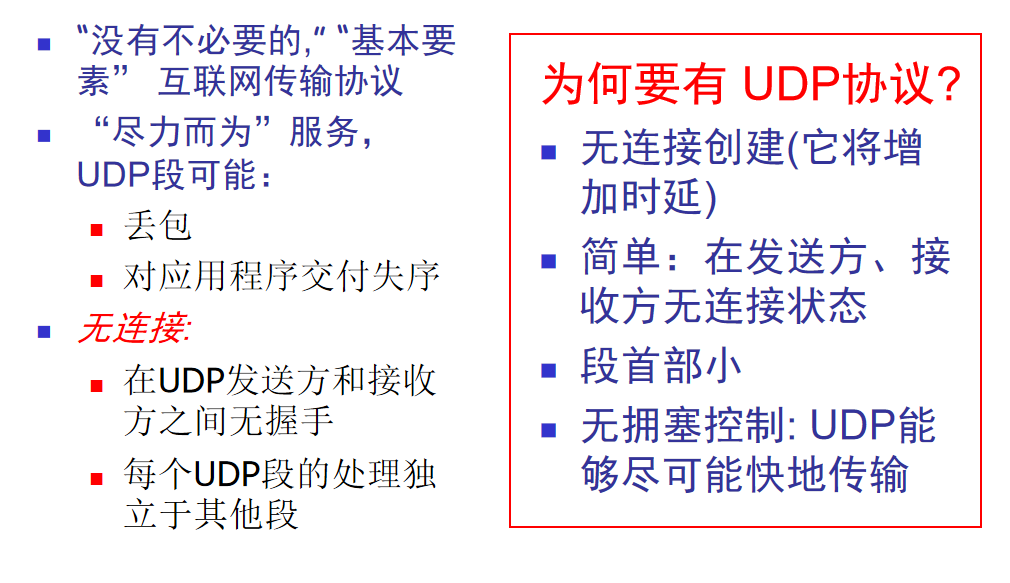 “没有不必要的,” “基本要
素” 互联网传输协议
“尽力而为”服务，
UDP段可能：
丢包
对应用程序交付失序
无连接:
在UDP发送方和接收
方之间无握手
每个UDP段的处理独
立于其他段
为何要有 UDP协议?
无连接创建(它将增
加时延)
简单：在发送方、接
收方无连接状态
段首部小
无拥塞控制: UDP能
够尽可能快地传输